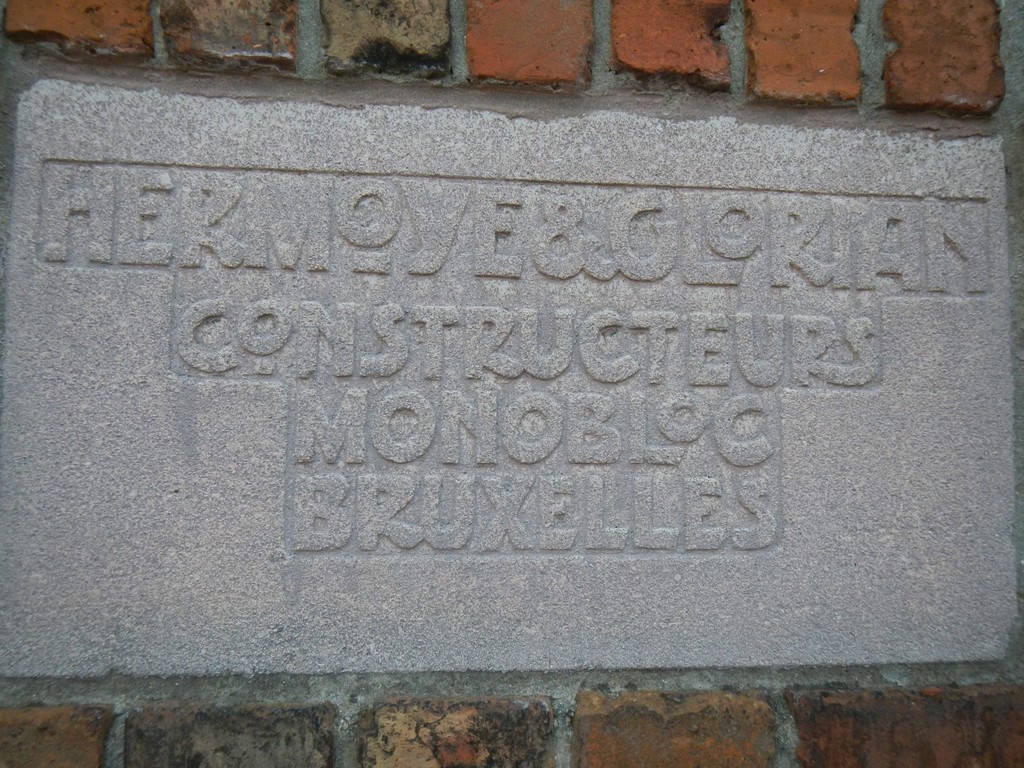 HERMOYE & GLORIAN
CONSTRUCTEURS
MONOBLOC
BRUXELLES